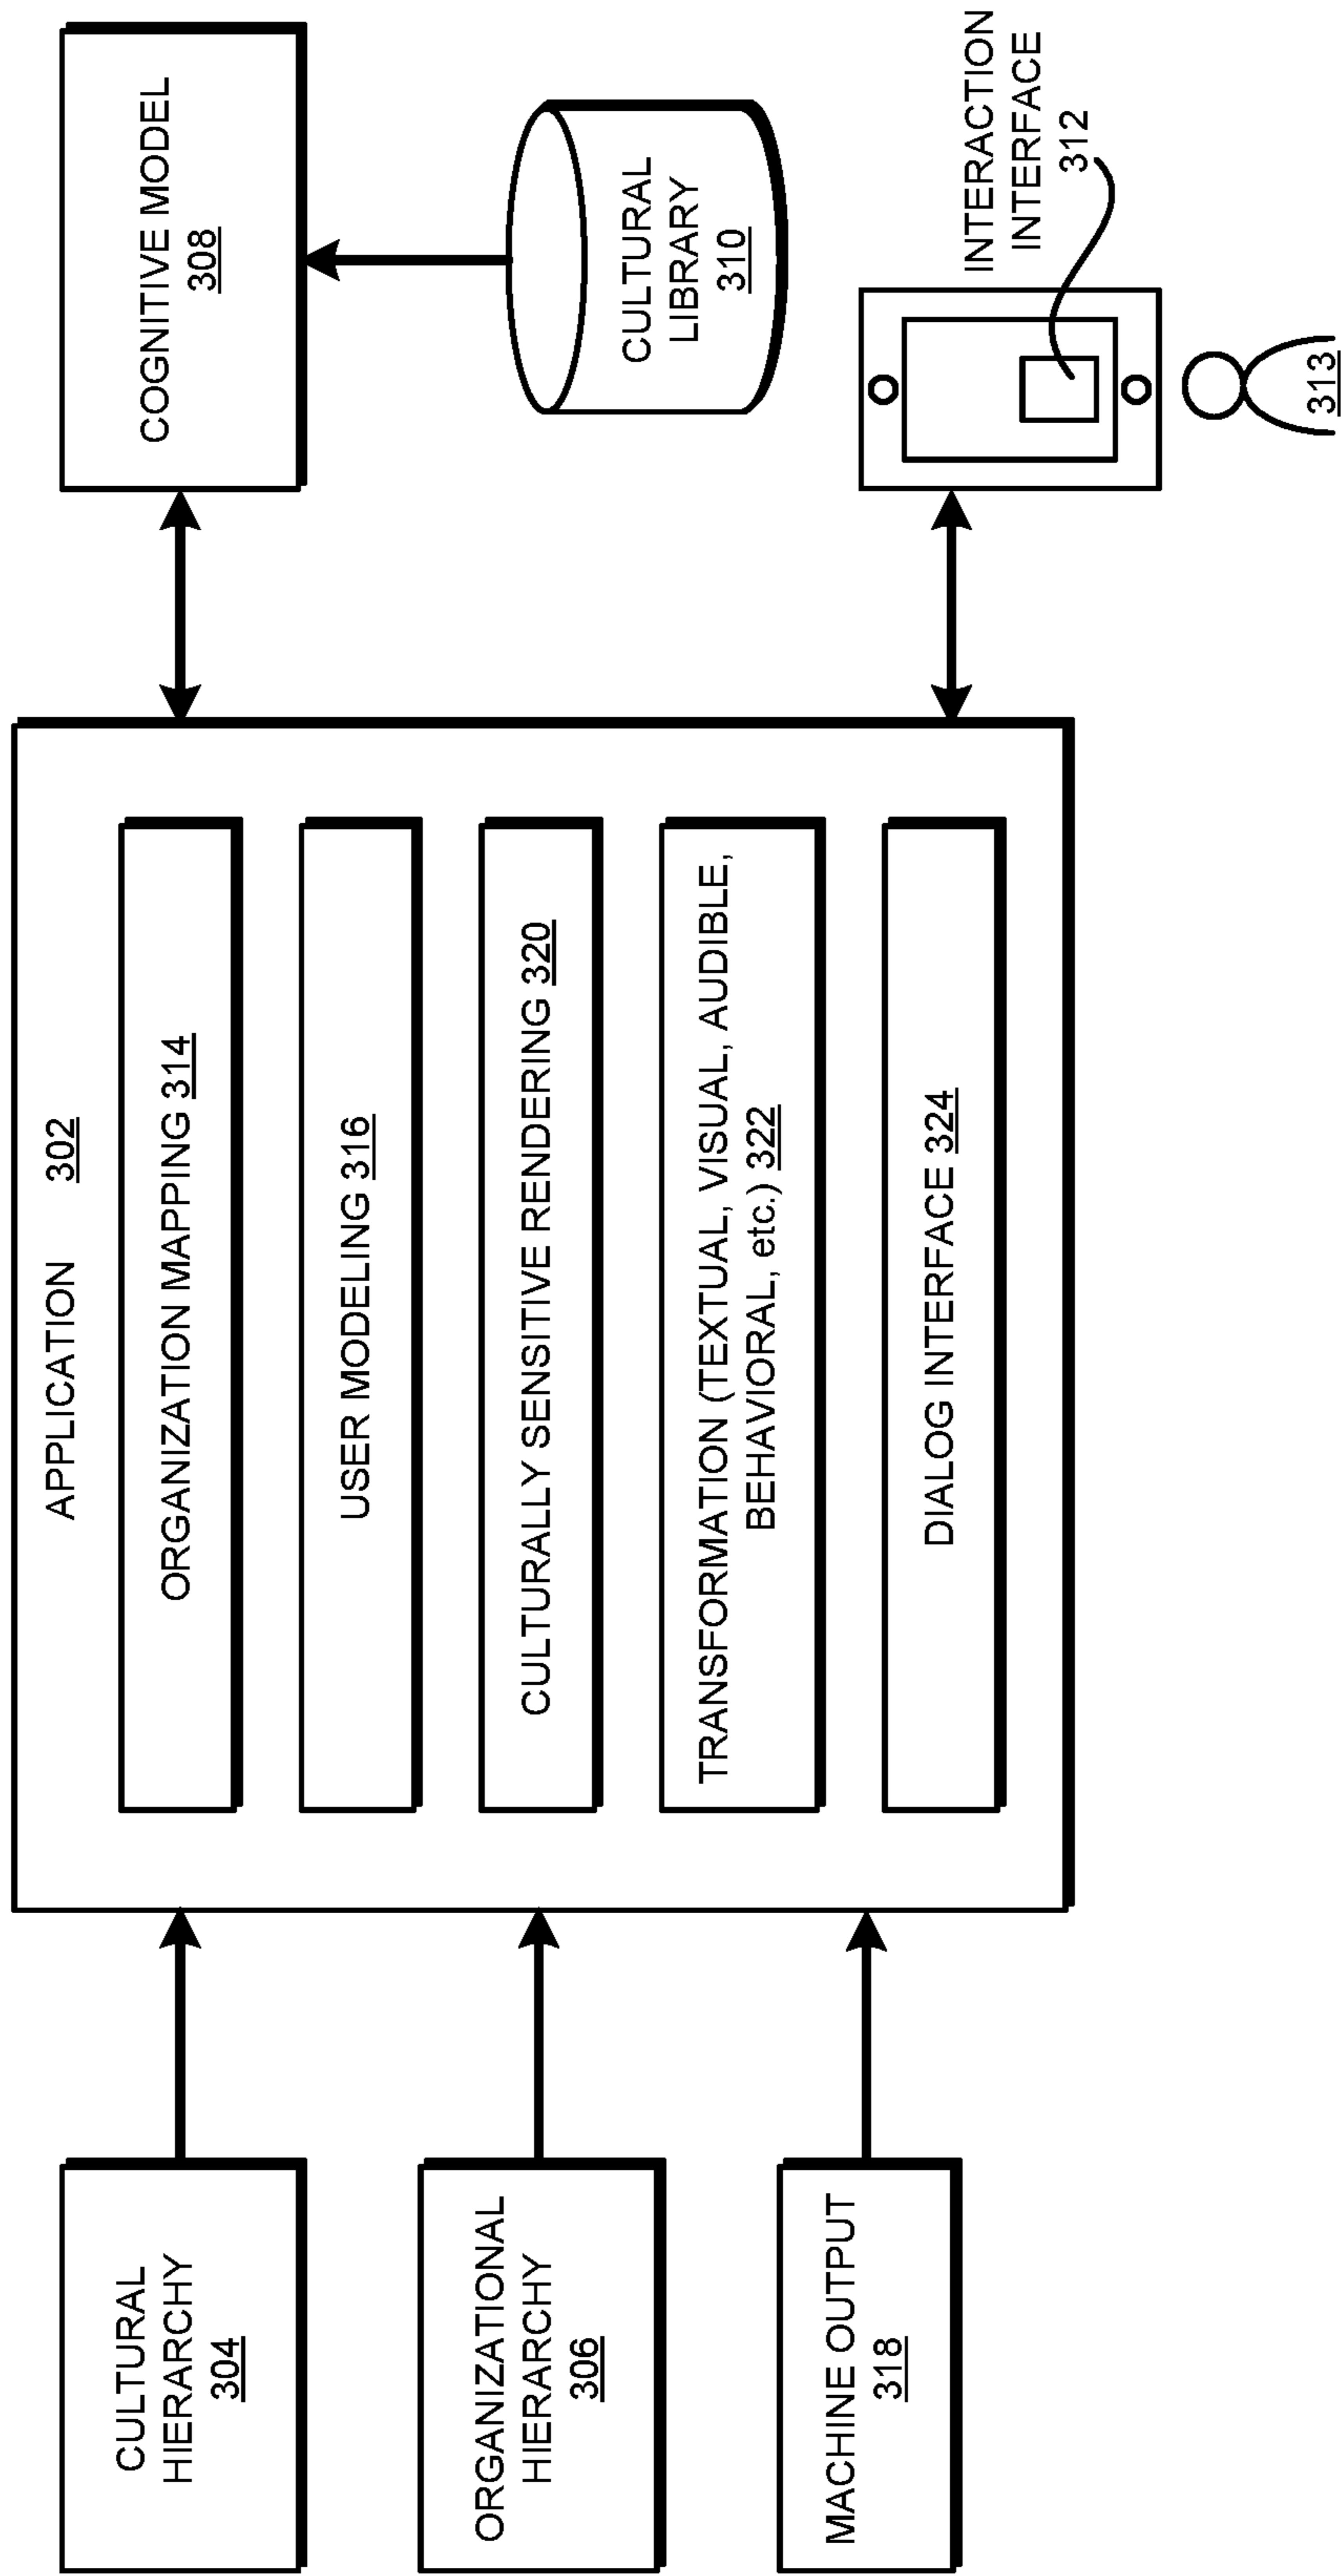 CULTURAL
HIERARCHY
304
ORGANIZATIONAL
HIERARCHY
306
MACHINE OUTPUT
318
APPLICATION 302
ORGANIZATION MAPPING 314
USER MODELING 316
CULTURALLY SENSITIVE RENDERING 320
TRANSFORMATION (TEXTUAL, VISUAL, AUDIBLE,
BEHAVIORAL, etc.) 322
DIALOG INTERFACE 324
COGNITIVE MODEL
308
CULTURAL
LIBRARY
310
INTERACTION
INTERFACE
312
313